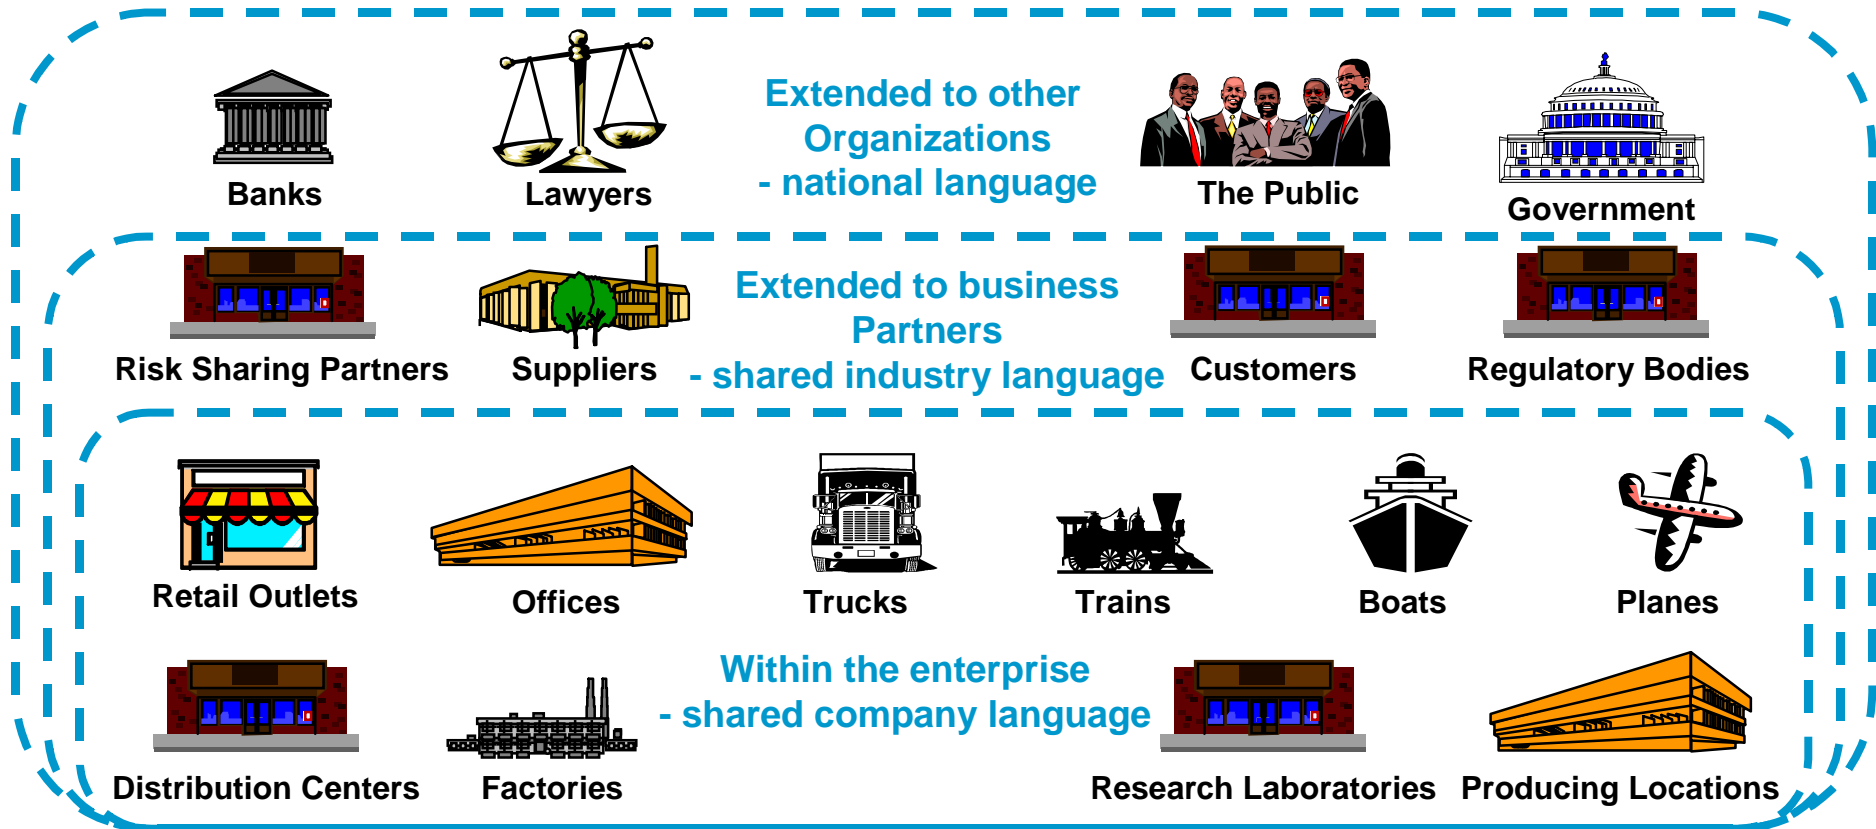 Extended to other
Organizations
- national language
Banks
Lawyers
The Public
Government
Extended to business
Partners
- shared industry language
Risk Sharing Partners
Suppliers
Customers
Regulatory Bodies
Retail Outlets
Offices
Trucks
Trains
Boats
Planes
Within the enterprise
- shared company language
Distribution Centers
Factories
Research Laboratories
Producing Locations